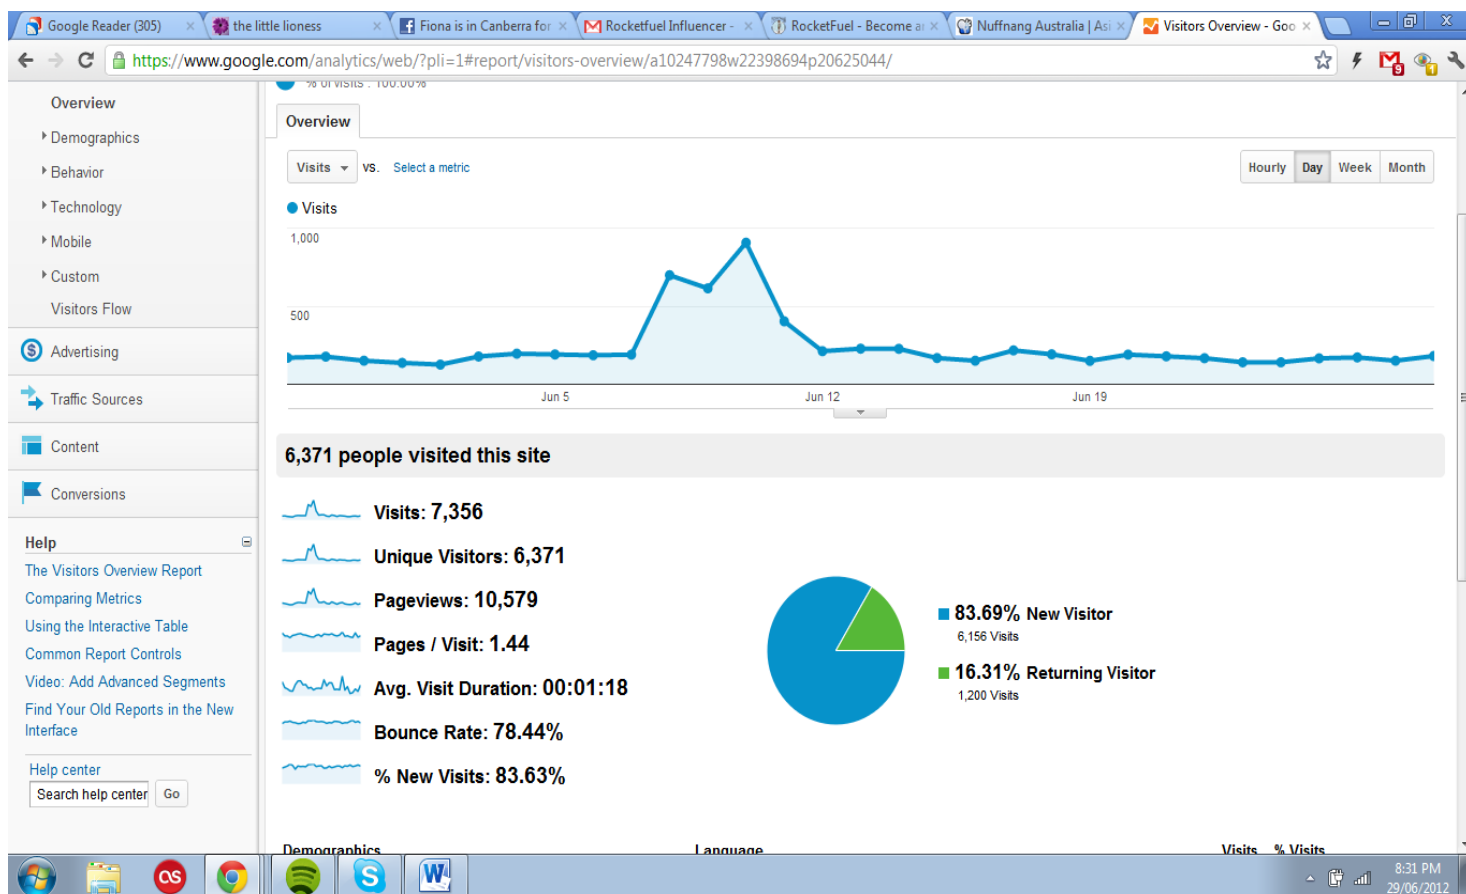 Google Reader (305)
the little lioness
Fiona is in Canberra for
Rocketfuel Influencer -
RocketFuel - Become a
Nuffnang Australia | Asi
Visitors Overview - Goo
https://www.google.com/analytics/web/?pli=1#report/visitors-overview/a10247798w22398694p20625044/
9
1
Overview
Demographics
Behavior
Technology
Mobile
Custom
Visitors Flow
Advertising
Traffic Sources
Content
Conversions
Help
The Visitors Overview Report
Comparing Metrics
Using the Interactive Table
Common Report Controls
Video: Add Advanced Segments
Find Your Old Reports in the New
Interface
Help center
Search help center
Go
% of visits : 100.00%
Overview
Visits VS. Select a metric
Hourly Day Week Month
Visits
1,000
500
Jun 5 Jun 12 Jun 19
6,371 people visited this site
Visits: 7,356
Unique Visitors: 6,371
Pageviews: 10,579
Pages / Visit: 1.44
Avg. Visit Duration: 00:01:18
Bounce Rate: 78.44%
% New Visits: 83.63%
83.69% New Visitor
6,156 Visits
16.31% Returning Visitor
1,200 Visits
Demographics Language Visits % Visits
8:31 PM
29/06/2012